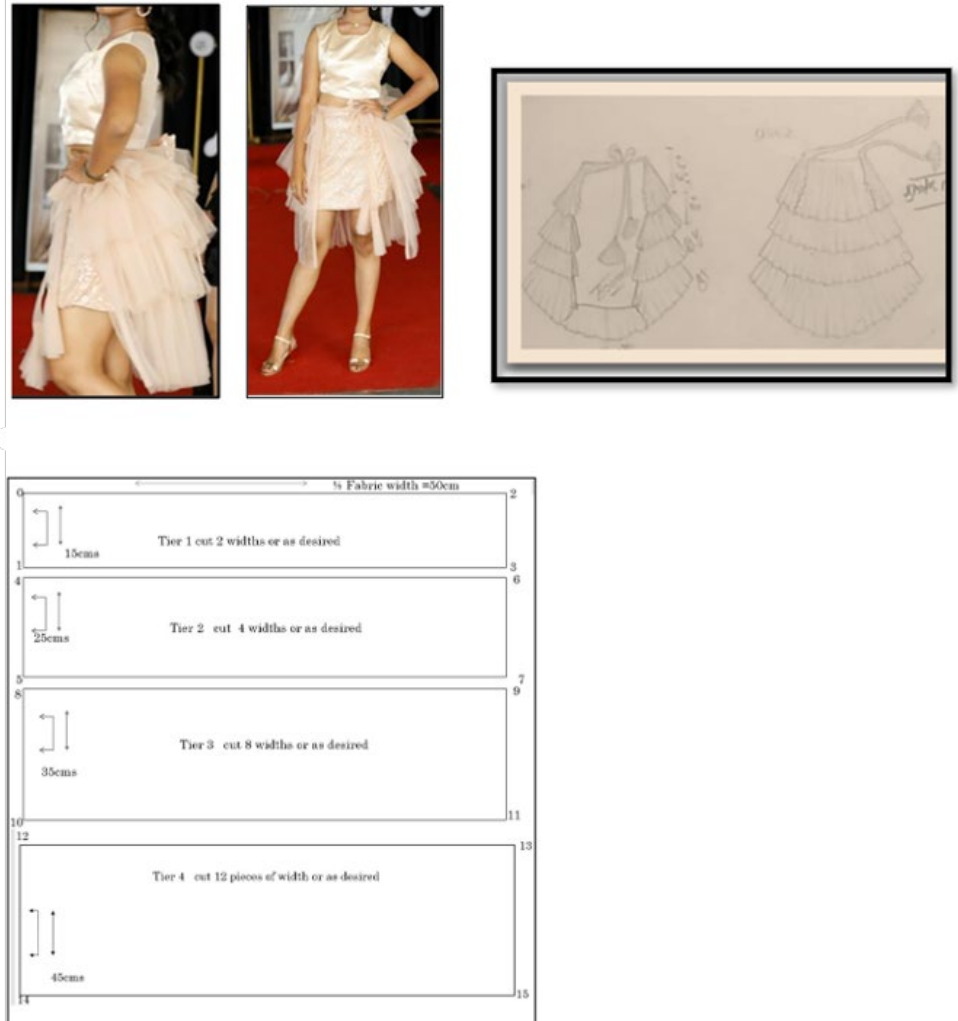 ½ Fabric width =50cm
0
2
15cms
Tier 1 cut 2 widths or as desired
1
3
4
6
25cms
Tier 2 cut 4 widths or as desired
5
7
8
9
Tier 3 cut 8 widths or as desired
35cms
10
11
12
13
Tier 4 cut 12 pieces of width or as desired
45cms
14
15